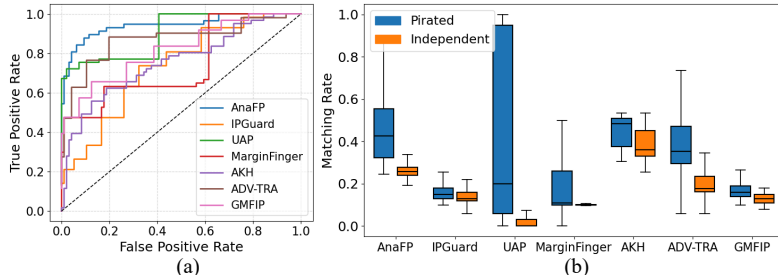 True Positive Rate
1.0
0.8
0.6
0.4
0.2
0.0
AnaFP
IPGuard
UAP
MarginFinger
AKH
ADV-TRA
GMFIP
0.0 0.2 0.4 0.6 0.8 1.0
False Positive Rate
(a)
Matching Rate
1.0
0.8
0.6
0.4
0.2
0.0
Pirated
Independent
AnaFP IPGuard UAP MarginFinger AKH ADV-TRA GMFIP
(b)